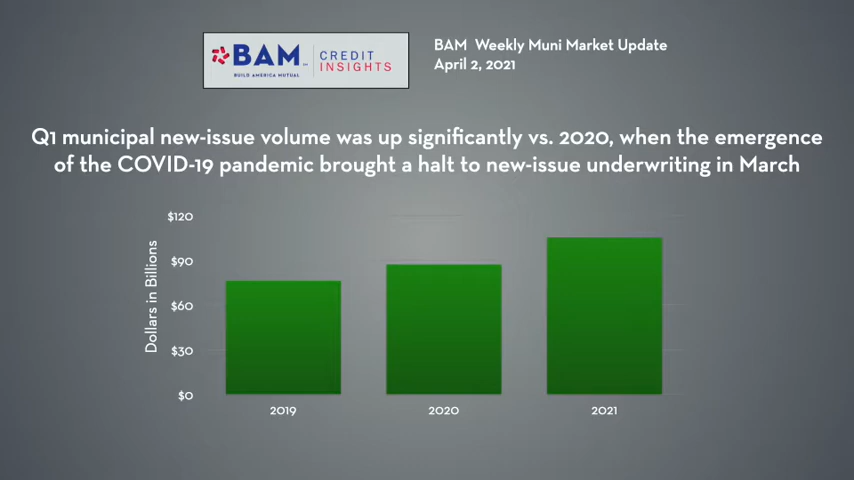 BAM
BUILD AMERICA MUTUAL
CREDIT
INSIGHTS
BAM Weekly Muni Market Update
April 2, 2021
Q1 municipal new-issue volume was up significantly vs. 2020, when the emergence
of the COVID-19 pandemic brought a halt to new-issue underwriting in March
Dollars in Billions
$120
$90
$60
$30
$0
2019 2020 2021